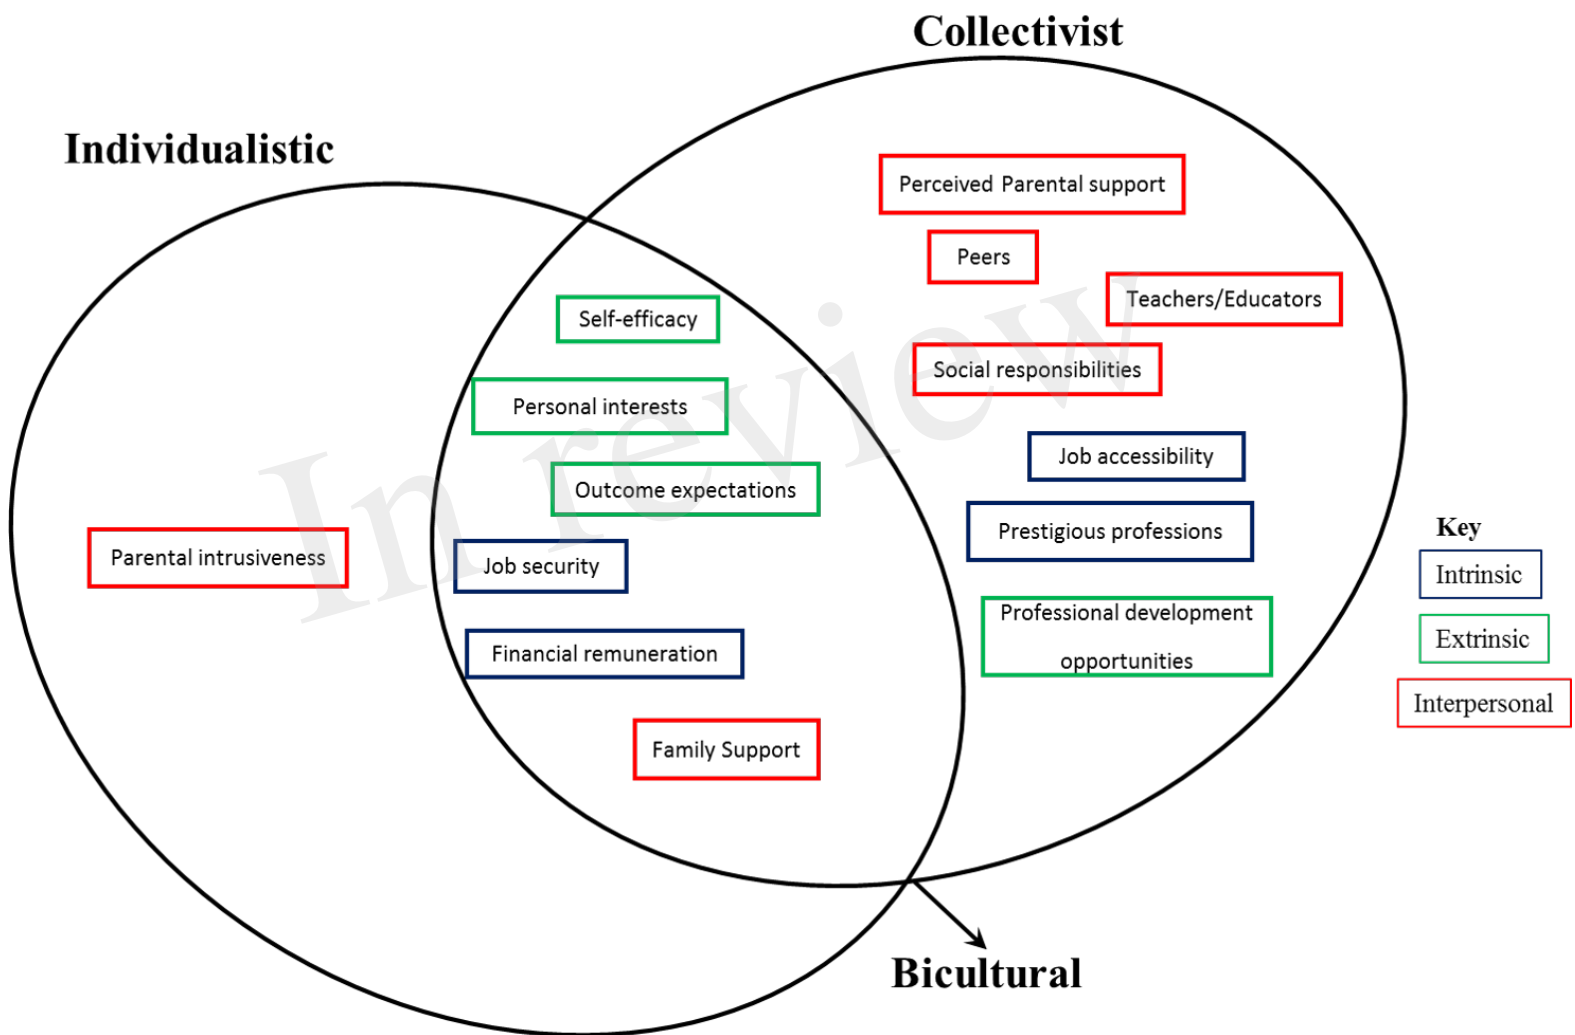 Collectivist
Individualistic
Perceived Parental support
Peers
Teachers/Educators
Self-efficacy
Social responsibilities
Personal interests
Job accessibility
Outcome expectations
Prestigious professions
Parental intrusiveness
Job security
Professional development
opportunities
Financial remuneration
Family Support
Bicultural
Key
Intrinsic
Extrinsic
Interpersonal
In review